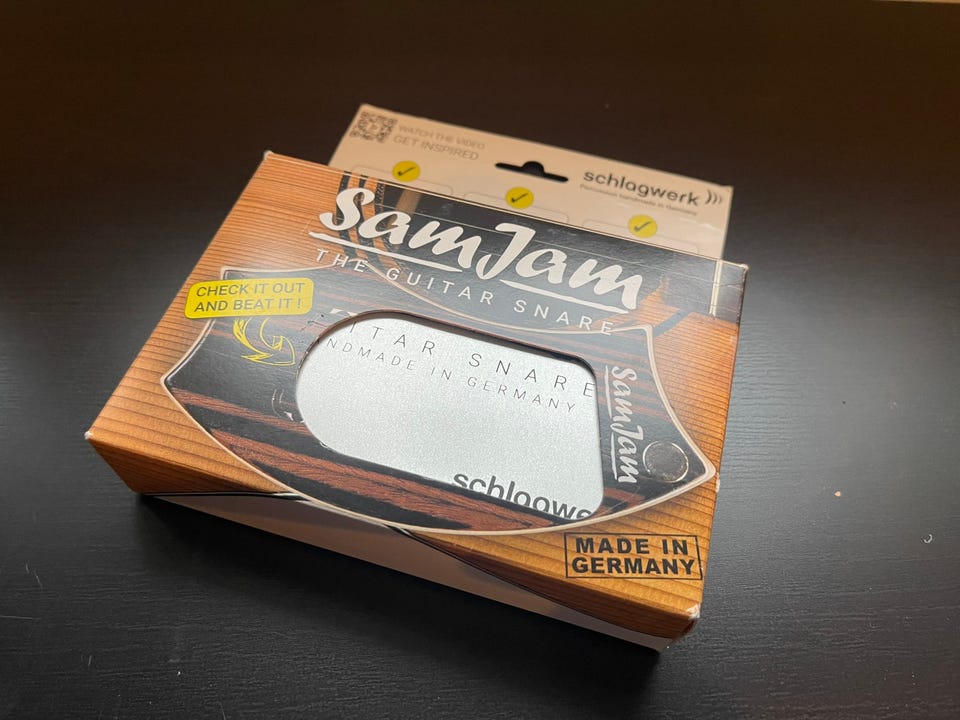 WATCH THE VIDEO
GET INSPIRED
schlagwerk
Percussion handmade in Germany
SamJam
THE GUITAR SNARE
CHECK IT OUT
AND BEAT IT !
ITAR SNARE
NDMADE IN GERMANY
schlagwe
SamJam
MADE IN
GERMANY